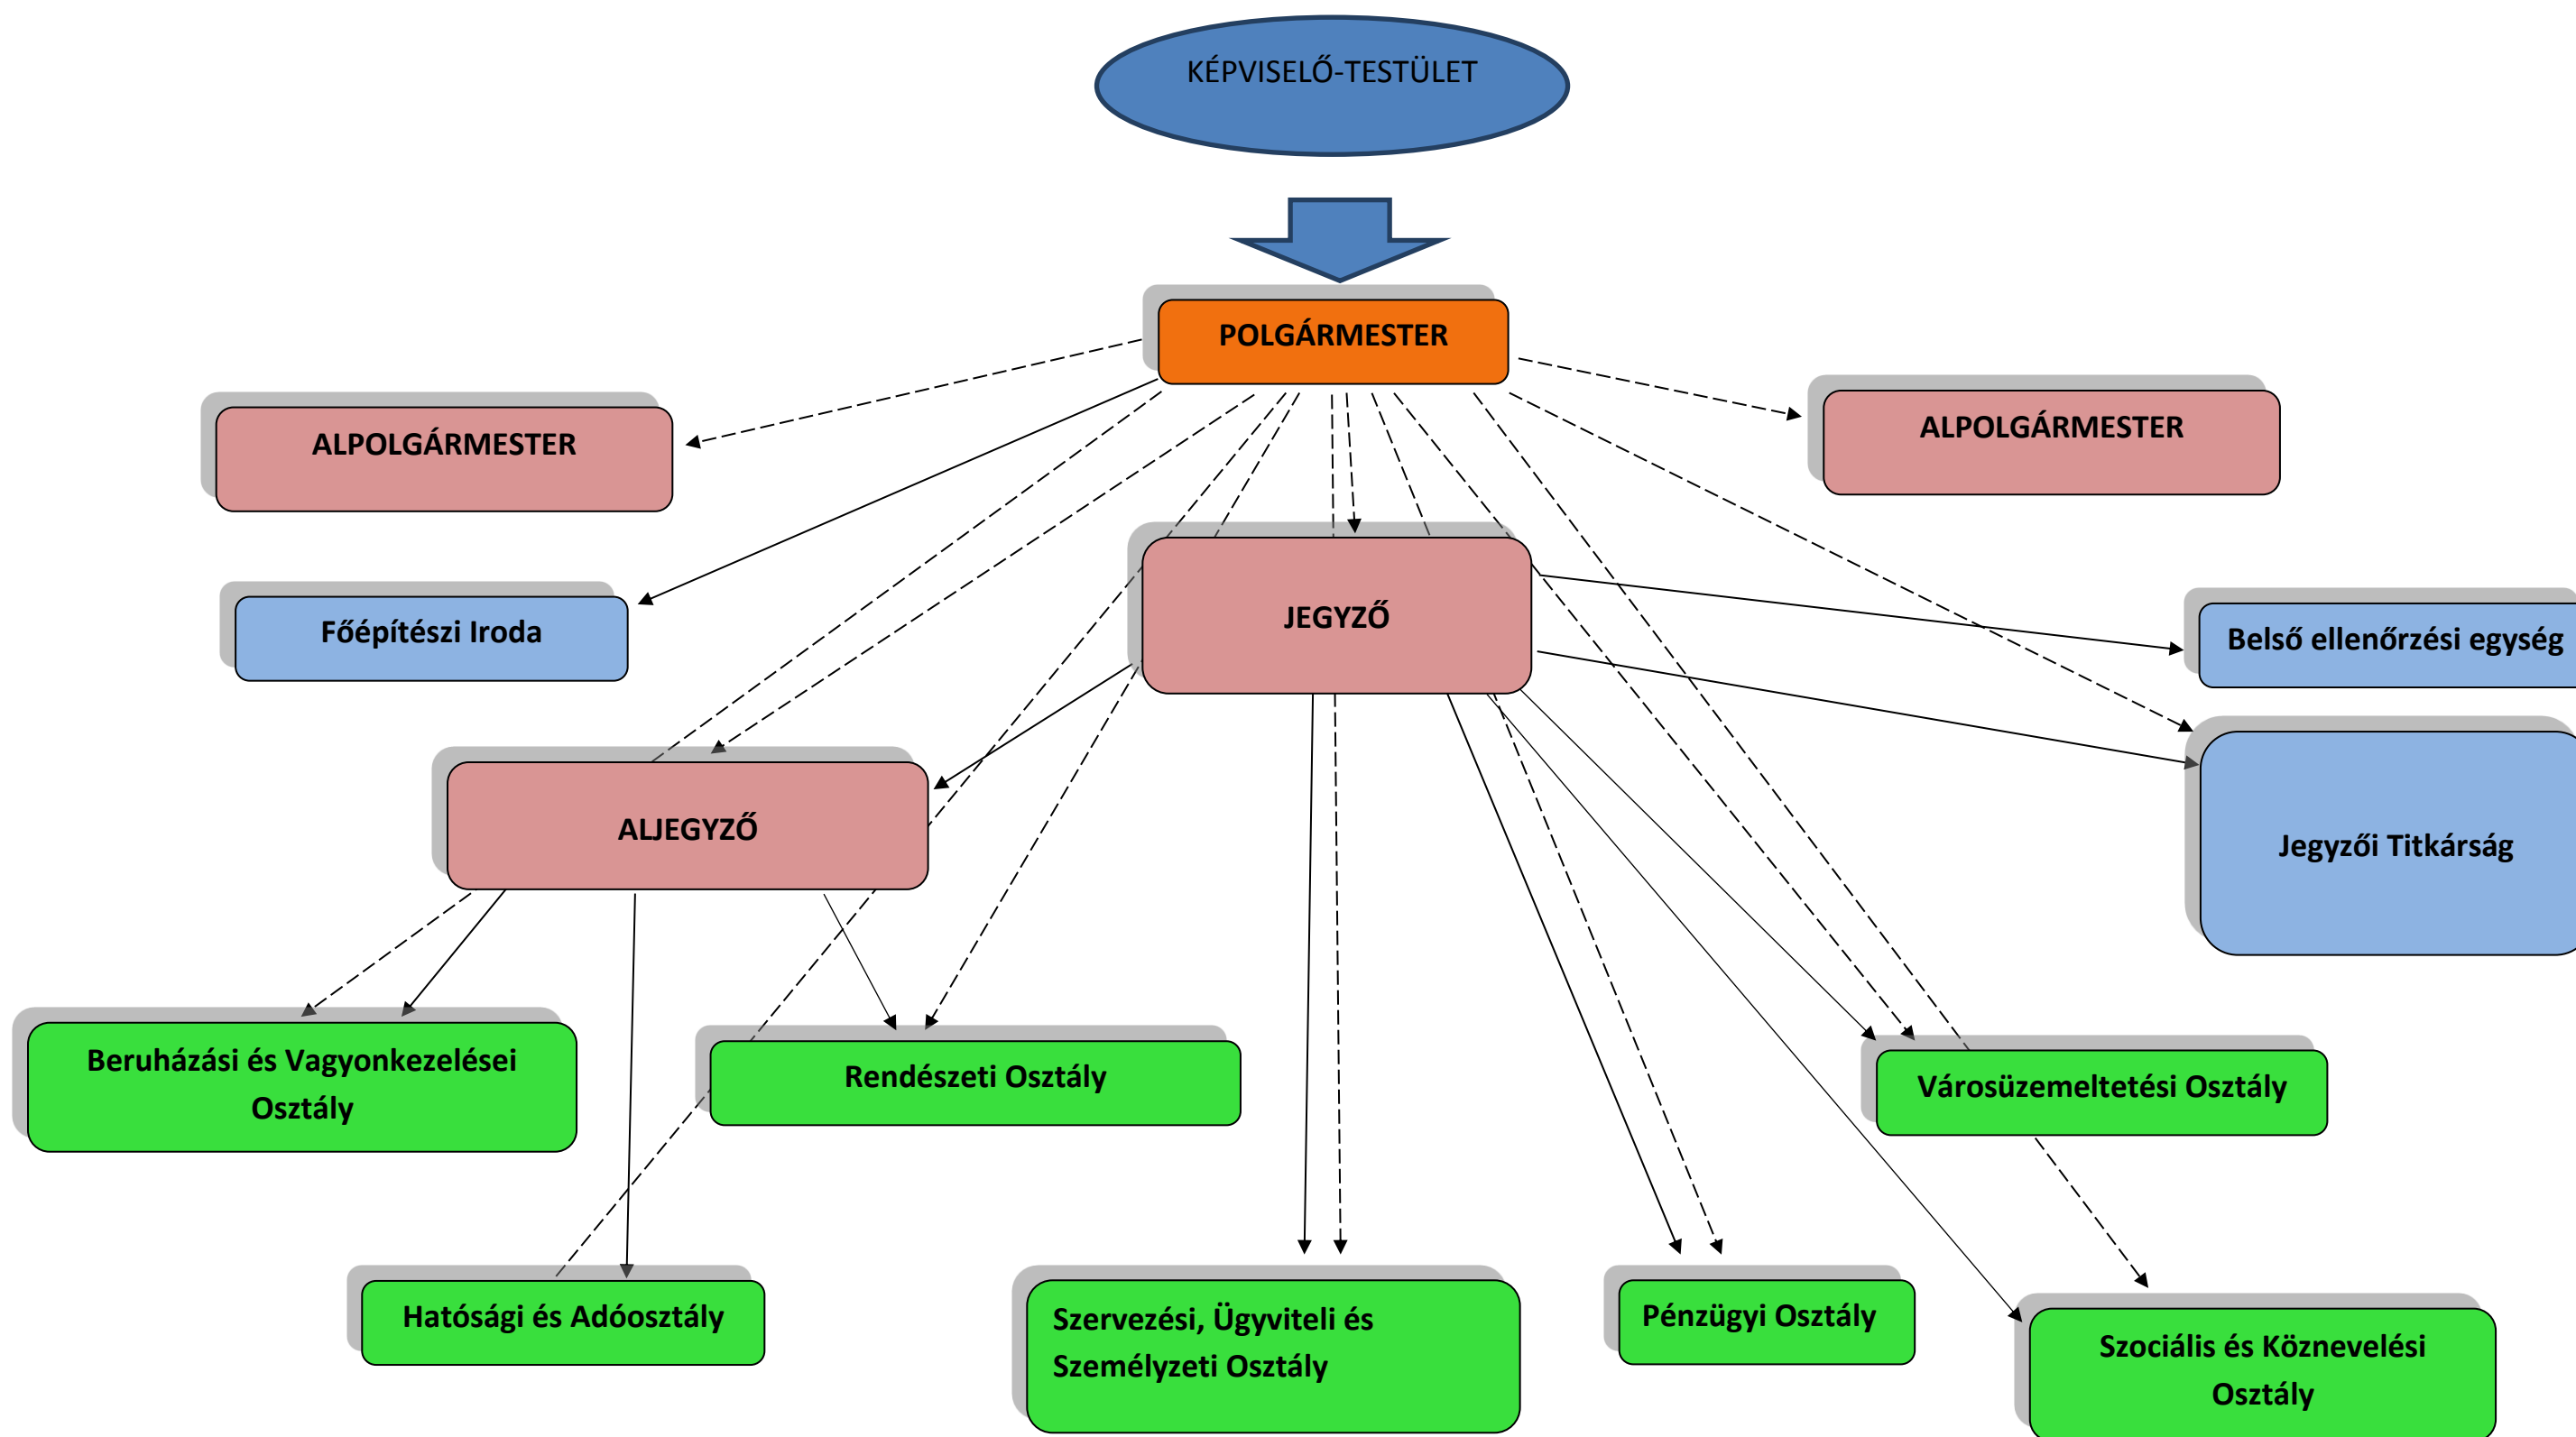 KÉPVISELŐ-TESTÜLET
POLGÁRMESTER
ALPOLGÁRMESTER
ALPOLGÁRMESTER
JEGYZŐ
Főépítészi Iroda
Belső ellenőrzési egység
ALJEGYZŐ
Jegyzői Titkárság
Beruházási és Vagyonkezelései
Osztály
Rendészeti Osztály
Városüzemeltetési Osztály
Hatósági és Adóosztály
Szervezési, Ügyviteli és
Személyzeti Osztály
Pénzügyi Osztály
Szociális és Köznevelési
Osztály